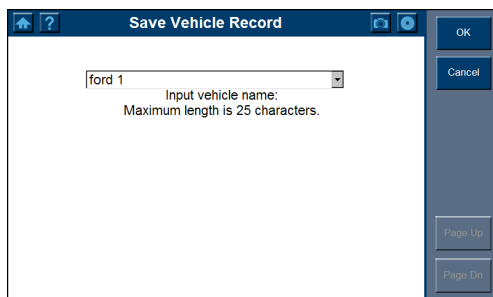 ?
Save Vehicle Record
OK
Cancel
ford 1
Input vehicle name:
Maximum length is 25 characters.
Page Up
Page Dn